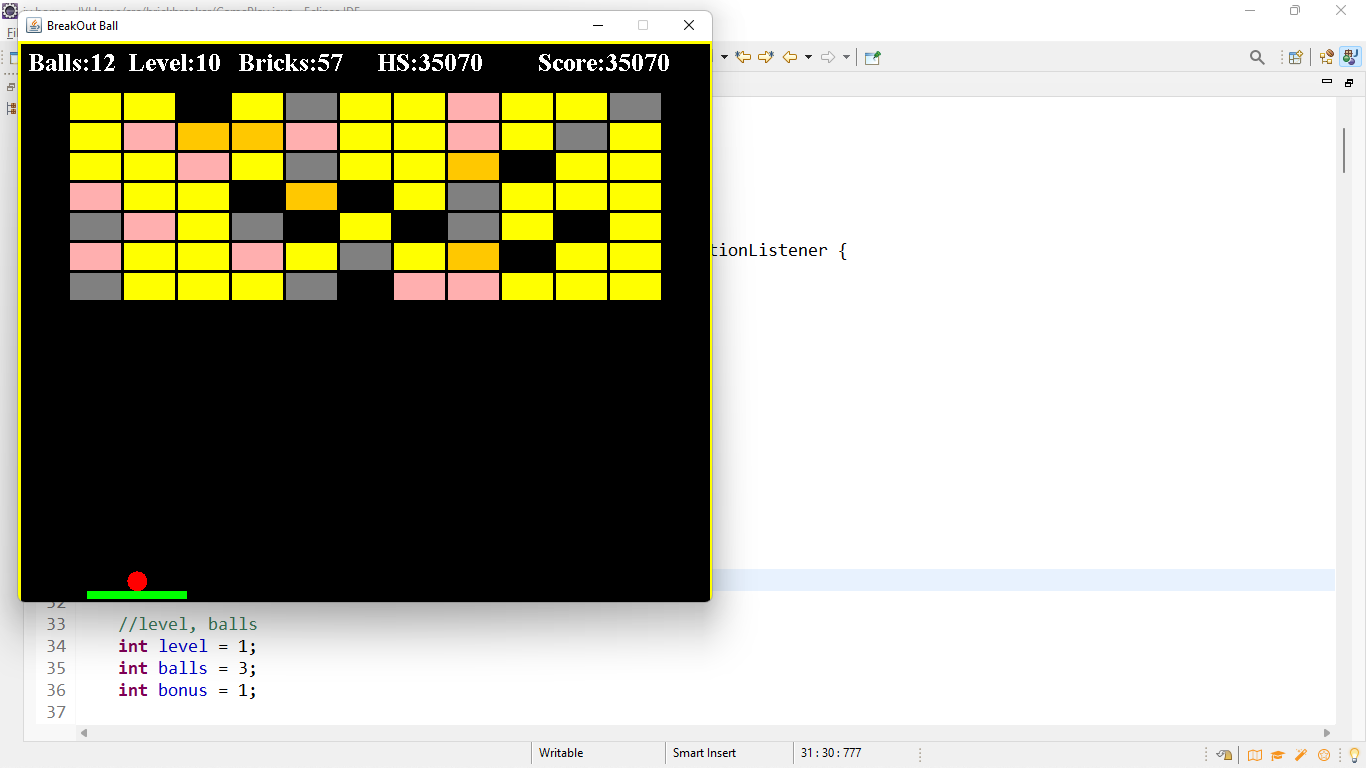 BreakOut Ball
Balls:12 Level:10 Bricks:57 HS:35070 Score:35070
tionListener {
32
33 //level, balls
34 int level = 1;
35 int balls = 3;
36 int bonus = 1;
37
Writable Smart Insert 31 : 30 : 777